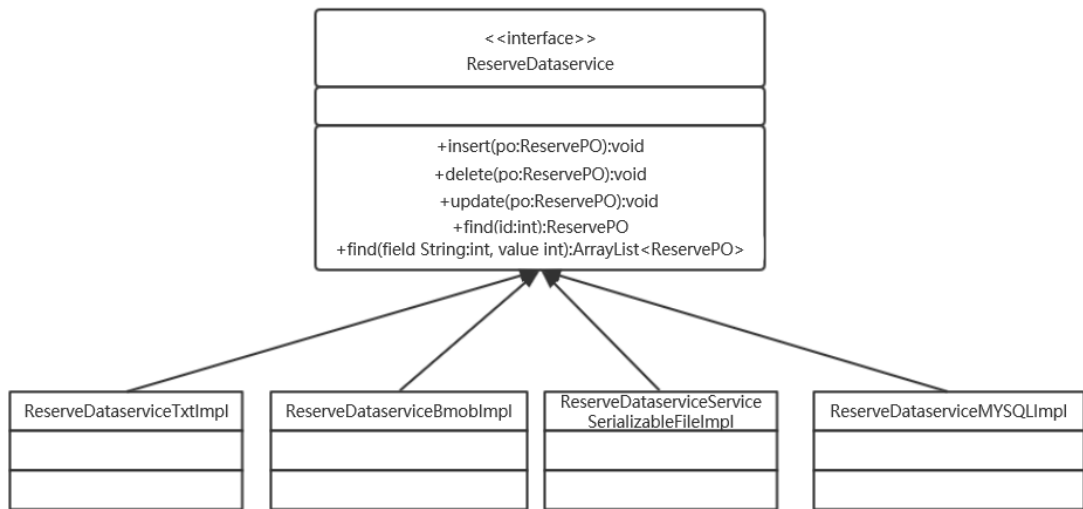 <<interface>>
ReserveDataservice
+insert(po:ReservePO):void
+delete(po:ReservePO):void
+update(po:ReservePO):void
+find(id:int):ReservePO
+find(field String:int, value int):ArrayList<ReservePO>
ReserveDataserviceTxtImpl
ReserveDataserviceBmobImpl
ReserveDataserviceService
SerializableFileImpl
ReserveDataserviceMYSQLImpl